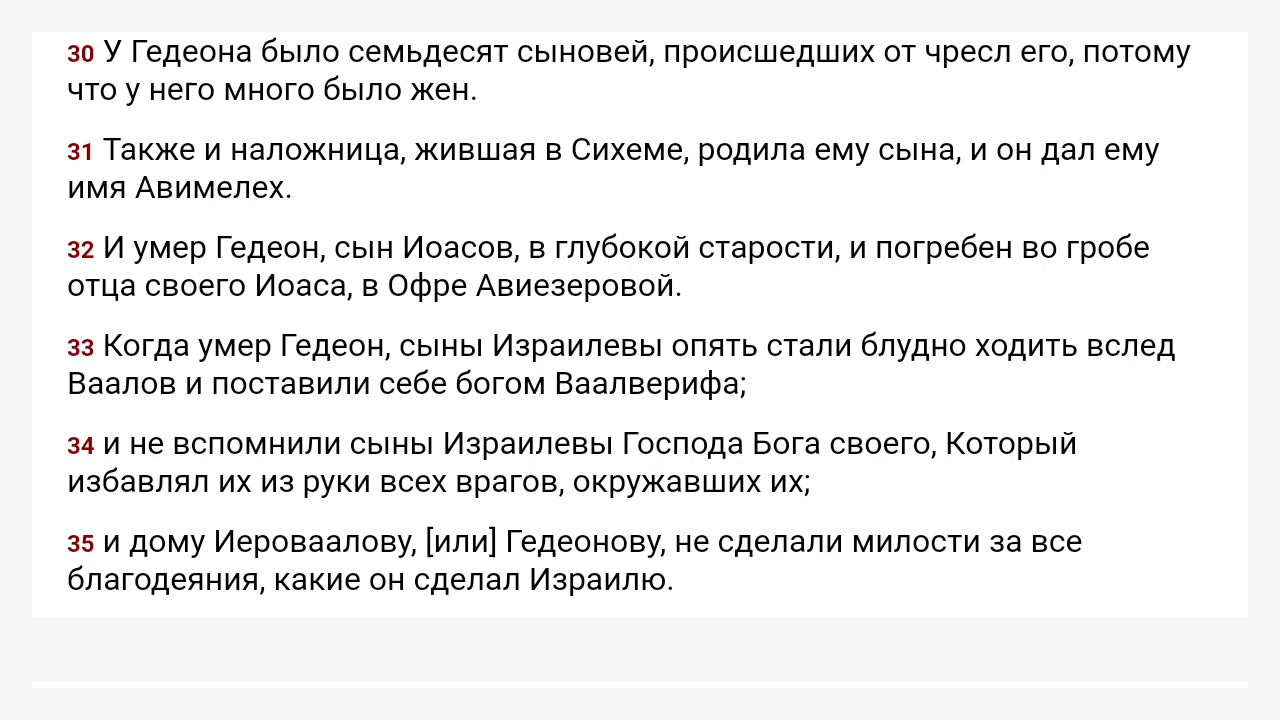 30 У Гедеона было семьдесят сыновей, происшедших от чресл его, потому
что у него много было жен.
31 Также и наложница, жившая в Сихеме, родила ему сына, и он дал ему
имя Авимелех.
32 И умер Гедеон, сын Иоасов, в глубокой старости, и погребен во гробе
отца своего Иоаса, в Офре Авиезеровой.
33 Когда умер Гедеон, сыны Израилевы опять стали блудно ходить вслед
Ваалов и поставили себе богом Ваалверифа;
34 и не вспомнили сыны Израилевы Господа Бога своего, Который
избавлял их из руки всех врагов, окружавших их;
35 и дому Иероваалову, [или] Гедеонову, не сделали милости за все
благодеяния, какие он сделал Израилю.